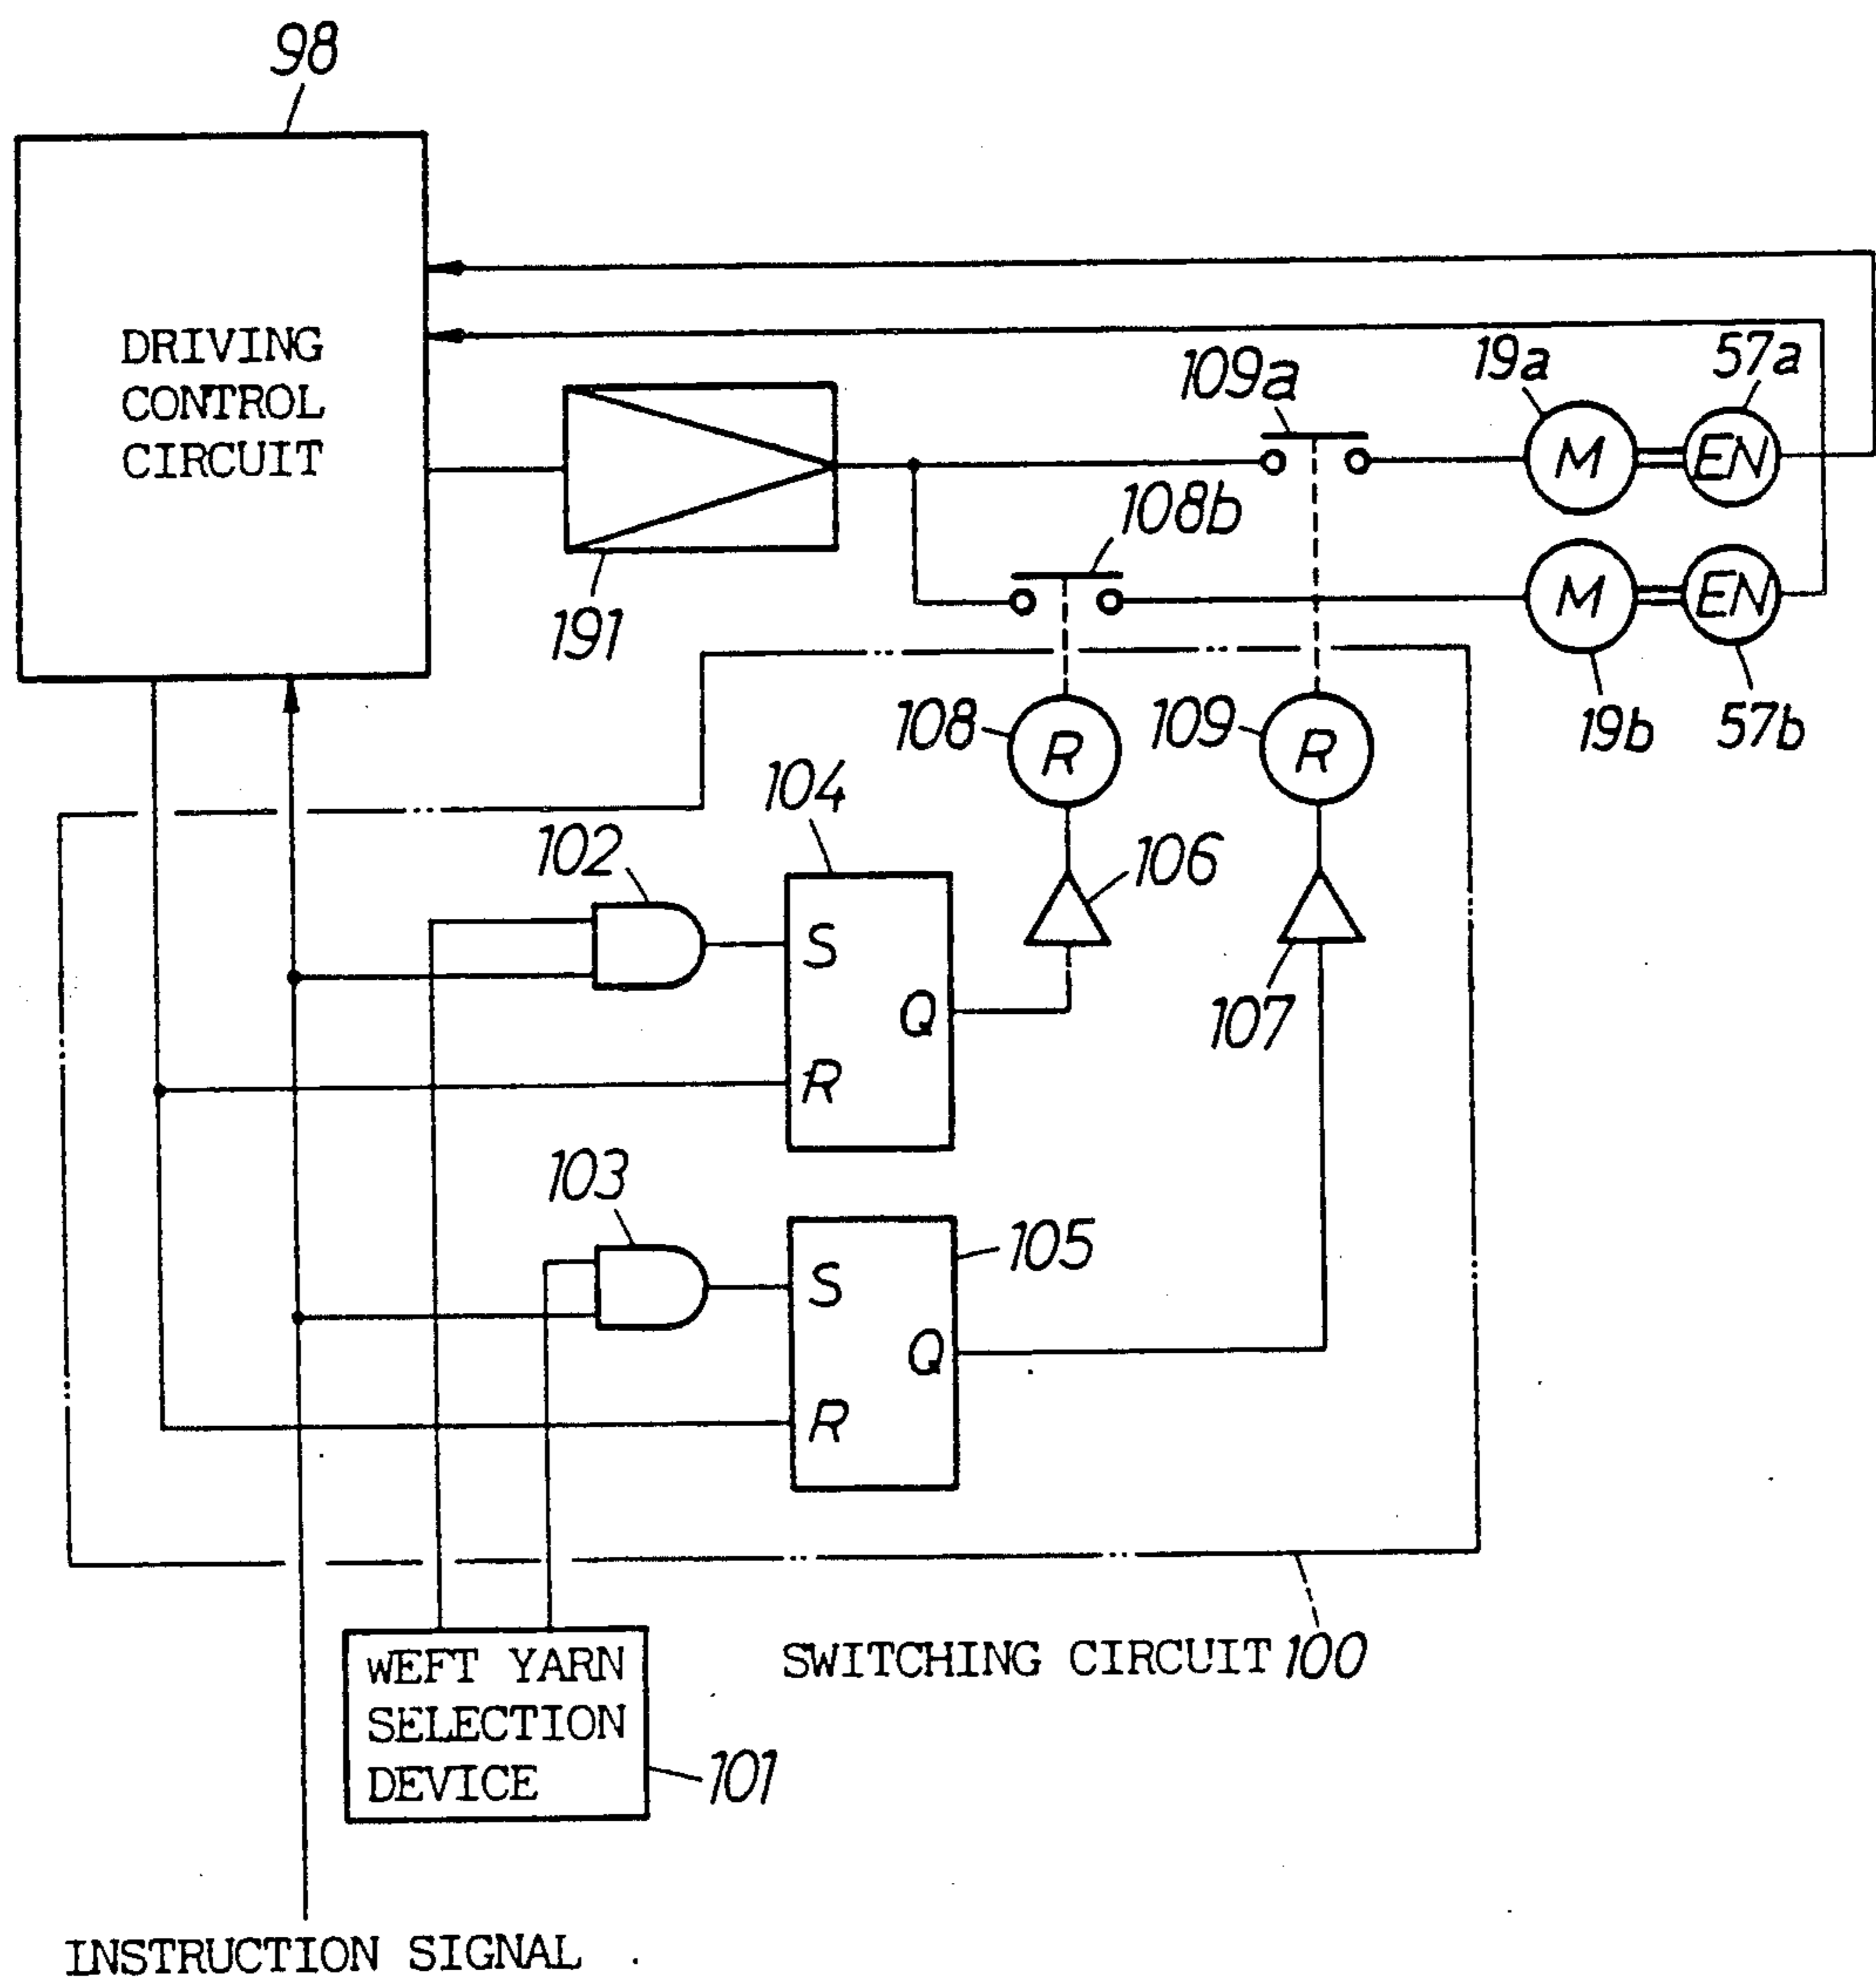 98
DRIVING
CONTROL
CIRCUIT
109a
19a
57a
M
EN
108b
191
M
EN
19b
57b
108
R
109
R
104
102
106
S
Q
R
107
103
105
S
Q
R
WEFT YARN
SELECTION
DEVICE
101
SWITCHING CIRCUIT 100
INSTRUCTION SIGNAL